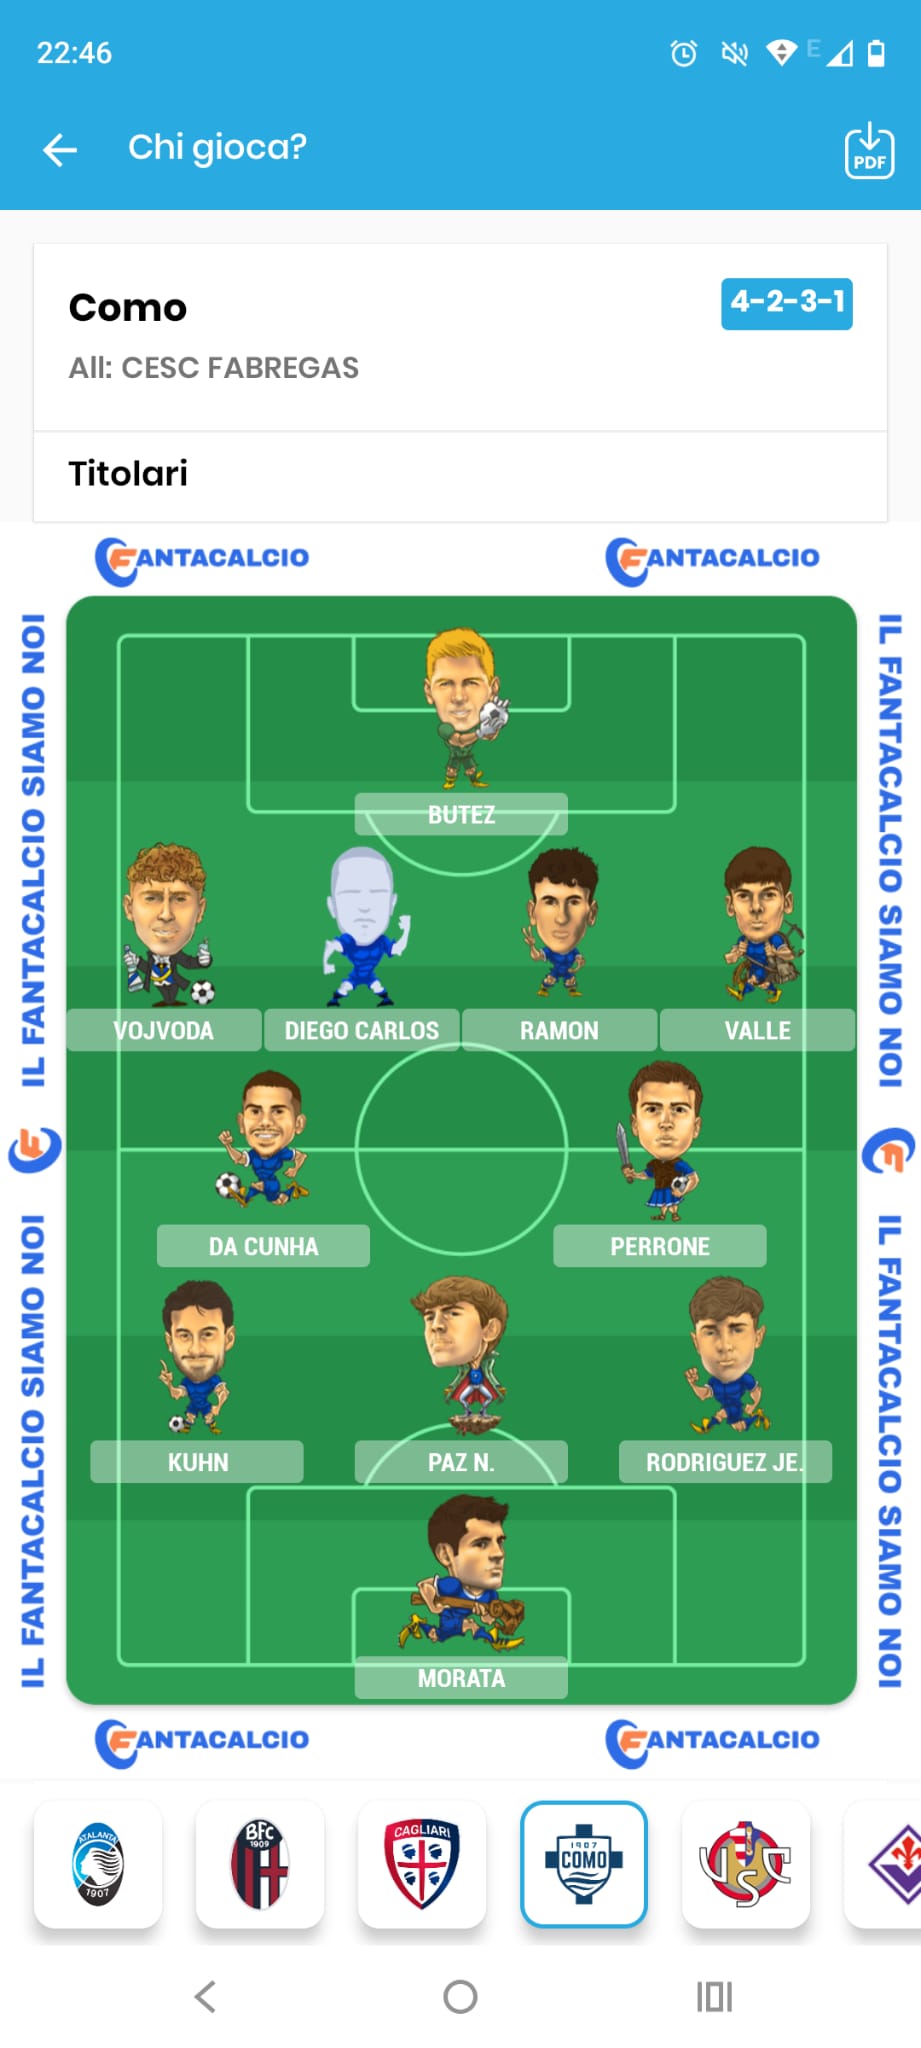 22:46
E
Chi gioca?
PDF
Como
4-2-3-1
All: CESC FABREGAS
Titolari
FANTACALCIO
FANTACALCIO
IL FANTACALCIO SIAMO NOI
IL FANTACALCIO SIAMO NOI
BUTEZ
VOJVODA
DIEGO CARLOS
RAMON
VALLE
F
F
DA CUNHA
PERRONE
IL FANTACALCIO SIAMO NOI
IL FANTACALCIO SIAMO NOI
KUHN
PAZ N.
RODRIGUEZ JE.
MORATA
FANTACALCIO
FANTACALCIO
ATALANTA
1907
BFC
1909
CAGLIARI
1907
COMO
USC